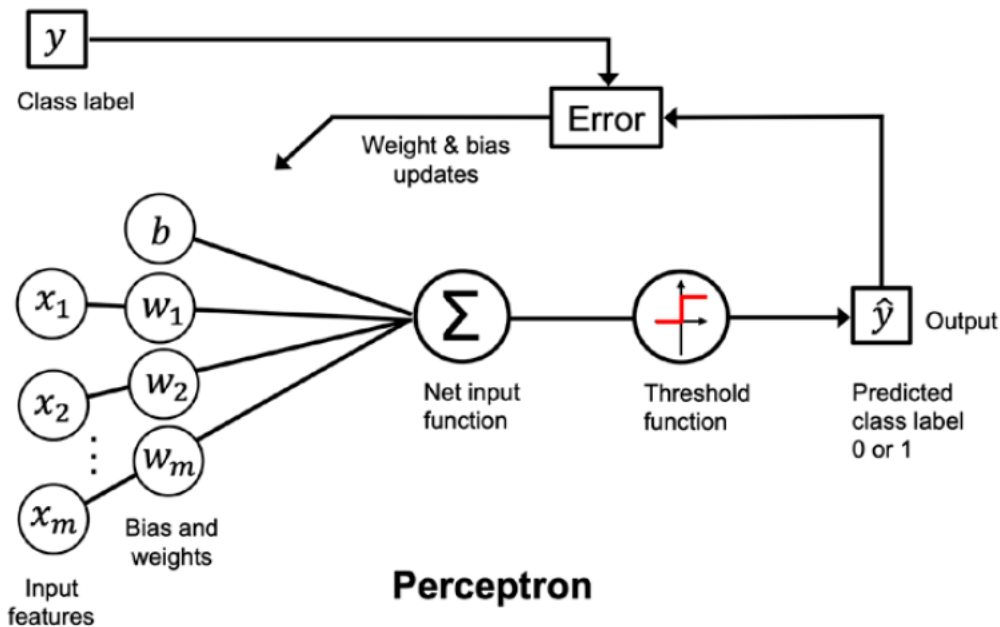 y
Class label
Error
Weight & bias
updates
b
x₁
w₁
x₂
w₂
⋮
xₘ
wₘ
Bias and
weights
Input
features
Σ
Net input
function
Threshold
function
ŷ
Output
Predicted
class label
0 or 1
Perceptron